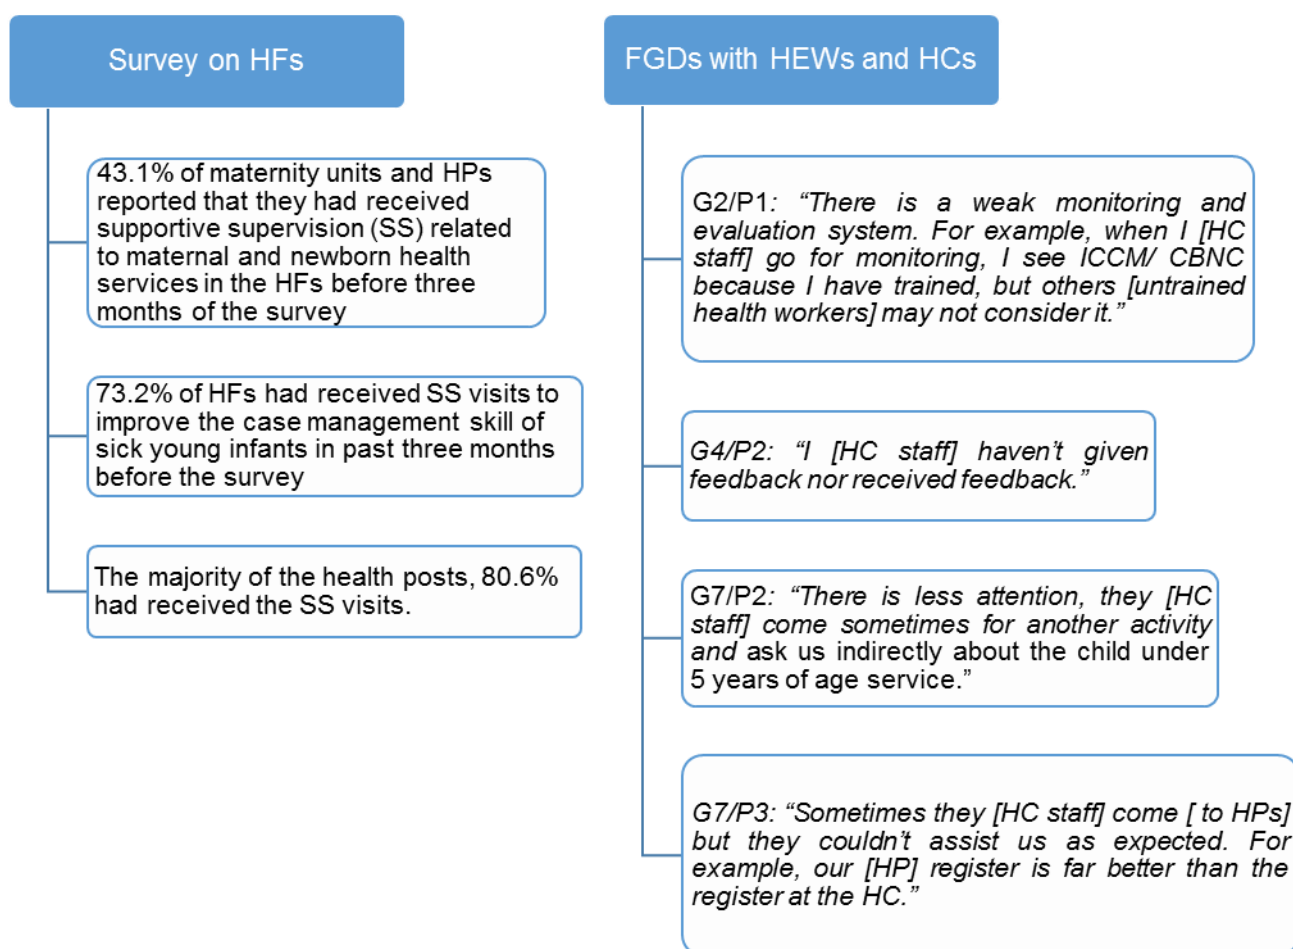 Survey on HFs
43.1% of maternity units and HPs
reported that they had received
supportive supervision (SS) related
to maternal and newborn health
services in the HFs before three
months of the survey
73.2% of HFs had received SS visits to
improve the case management skill of
sick young infants in past three months
before the survey
The majority of the health posts, 80.6%
had received the SS visits.
FGDs with HEWs and HCs
G2/P1: “There is a weak monitoring and
evaluation system. For example, when I [HC
staff] go for monitoring, I see ICCM/ CBNC
because I have trained, but others [untrained
health workers] may not consider it.”
G4/P2: “I [HC staff] haven’t given
feedback nor received feedback.”
G7/P2: “There is less attention, they [HC
staff] come sometimes for another activity
and ask us indirectly about the child under
5 years of age service.”
G7/P3: “Sometimes they [HC staff] come [ to HPs]
but they couldn’t assist us as expected. For
example, our [HP] register is far better than the
register at the HC.”